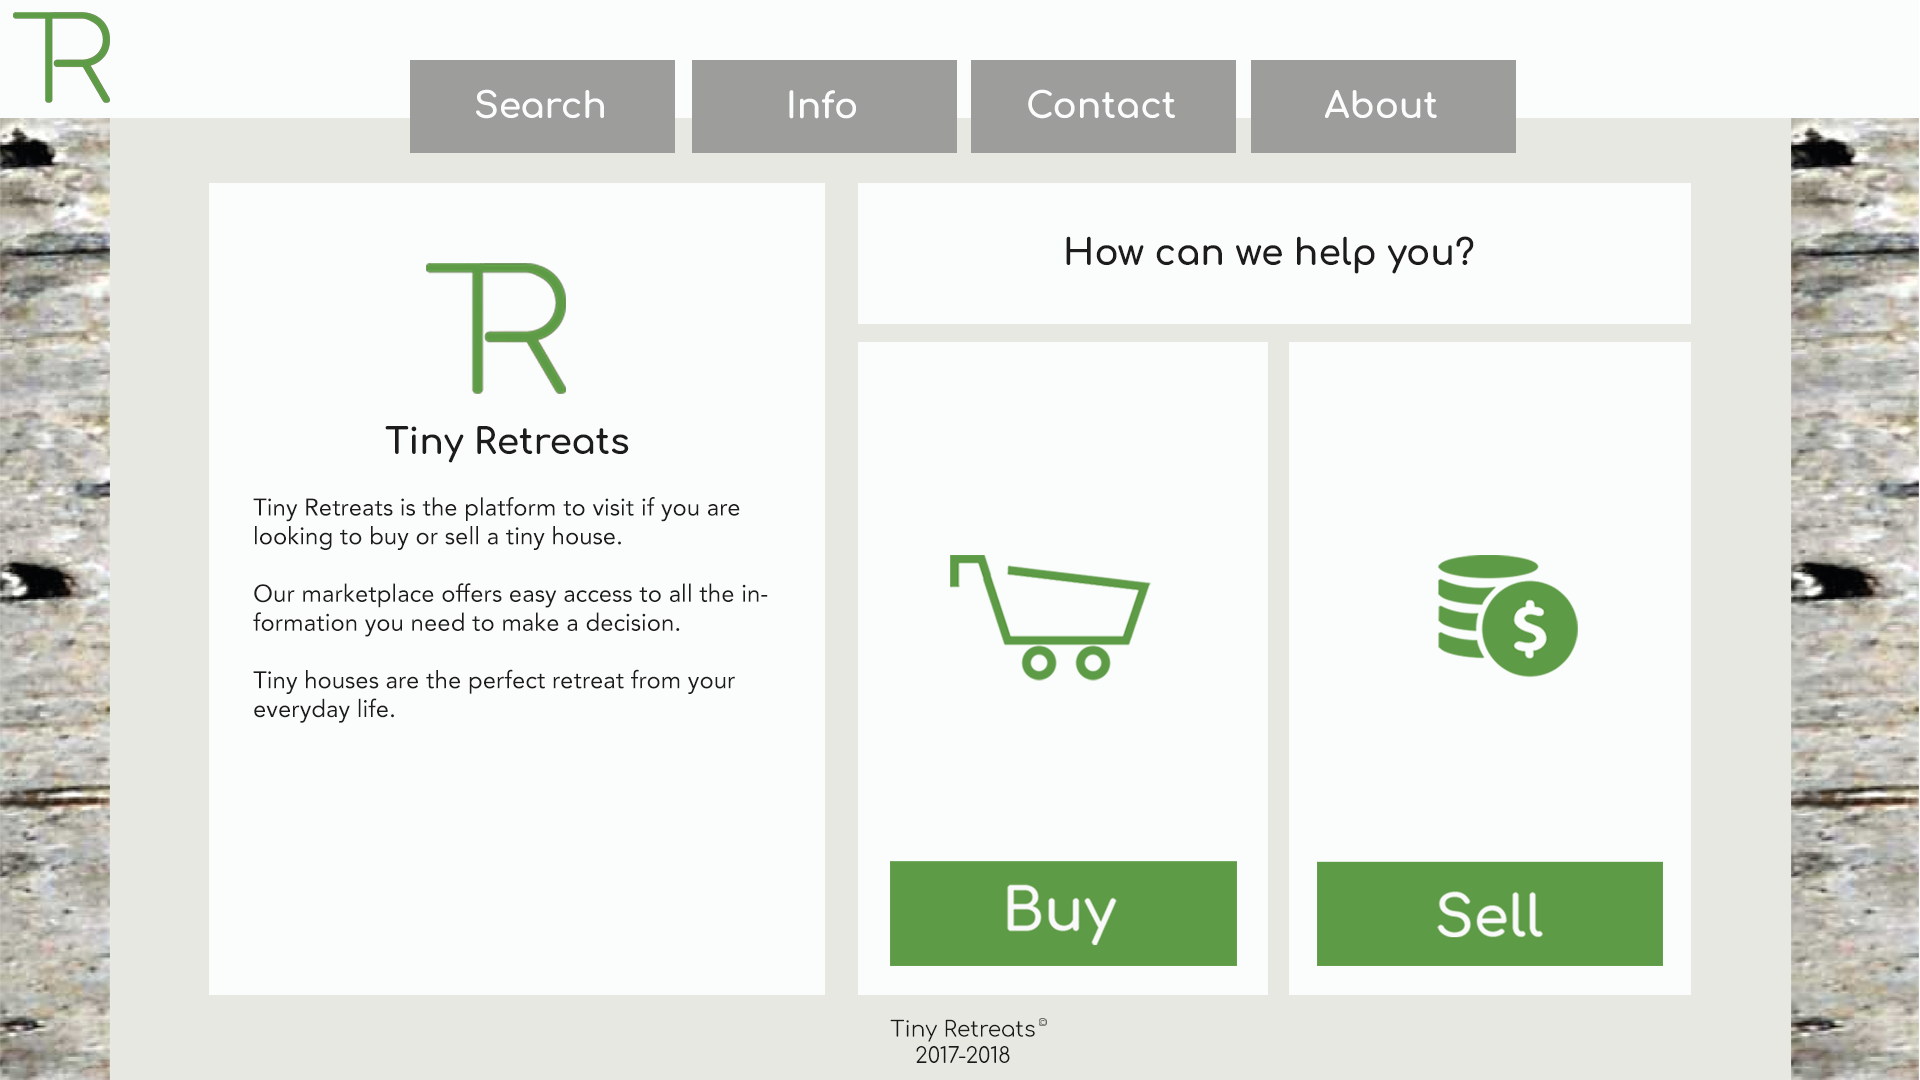 TR
Search
Info
Contact
About
TR
Tiny Retreats
Tiny Retreats is the platform to visit if you are
looking to buy or sell a tiny house.
Our marketplace offers easy access to all the in-
formation you need to make a decision.
Tiny houses are the perfect retreat from your
everyday life.
How can we help you?
$
Buy
Sell
Tiny Retreats©
2017-2018